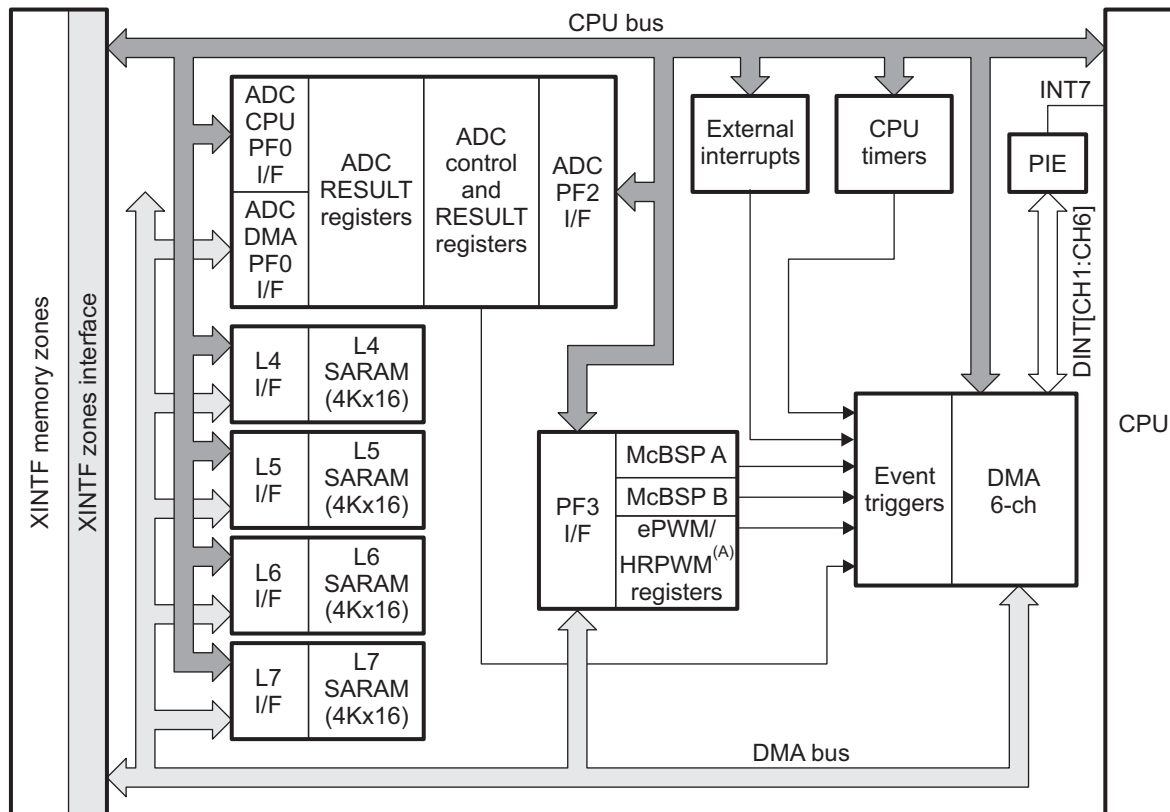 CPU bus
XINTF memory zones
XINTF zones interface
ADC
CPU
PF0
I/F
ADC
DMA
PF0
I/F
ADC
RESULT
registers
ADC
control
and
RESULT
registers
ADC
PF2
I/F
External
interrupts
CPU
timers
INT7
PIE
DINT[CH1:CH6]
CPU
L4
I/F
L4
SARAM
(4Kx16)
L5
I/F
L5
SARAM
(4Kx16)
L6
I/F
L6
SARAM
(4Kx16)
L7
I/F
L7
SARAM
(4Kx16)
PF3
I/F
McBSP A
McBSP B
ePWM/
HRPWM(A)
registers
Event
triggers
DMA
6-ch
DMA bus